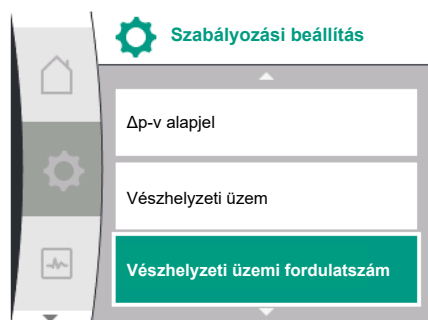 Szabályozási beállítás
Δp-v alapjel
Vészhelyzeti üzem
Vészhelyzeti üzemi fordulatszám